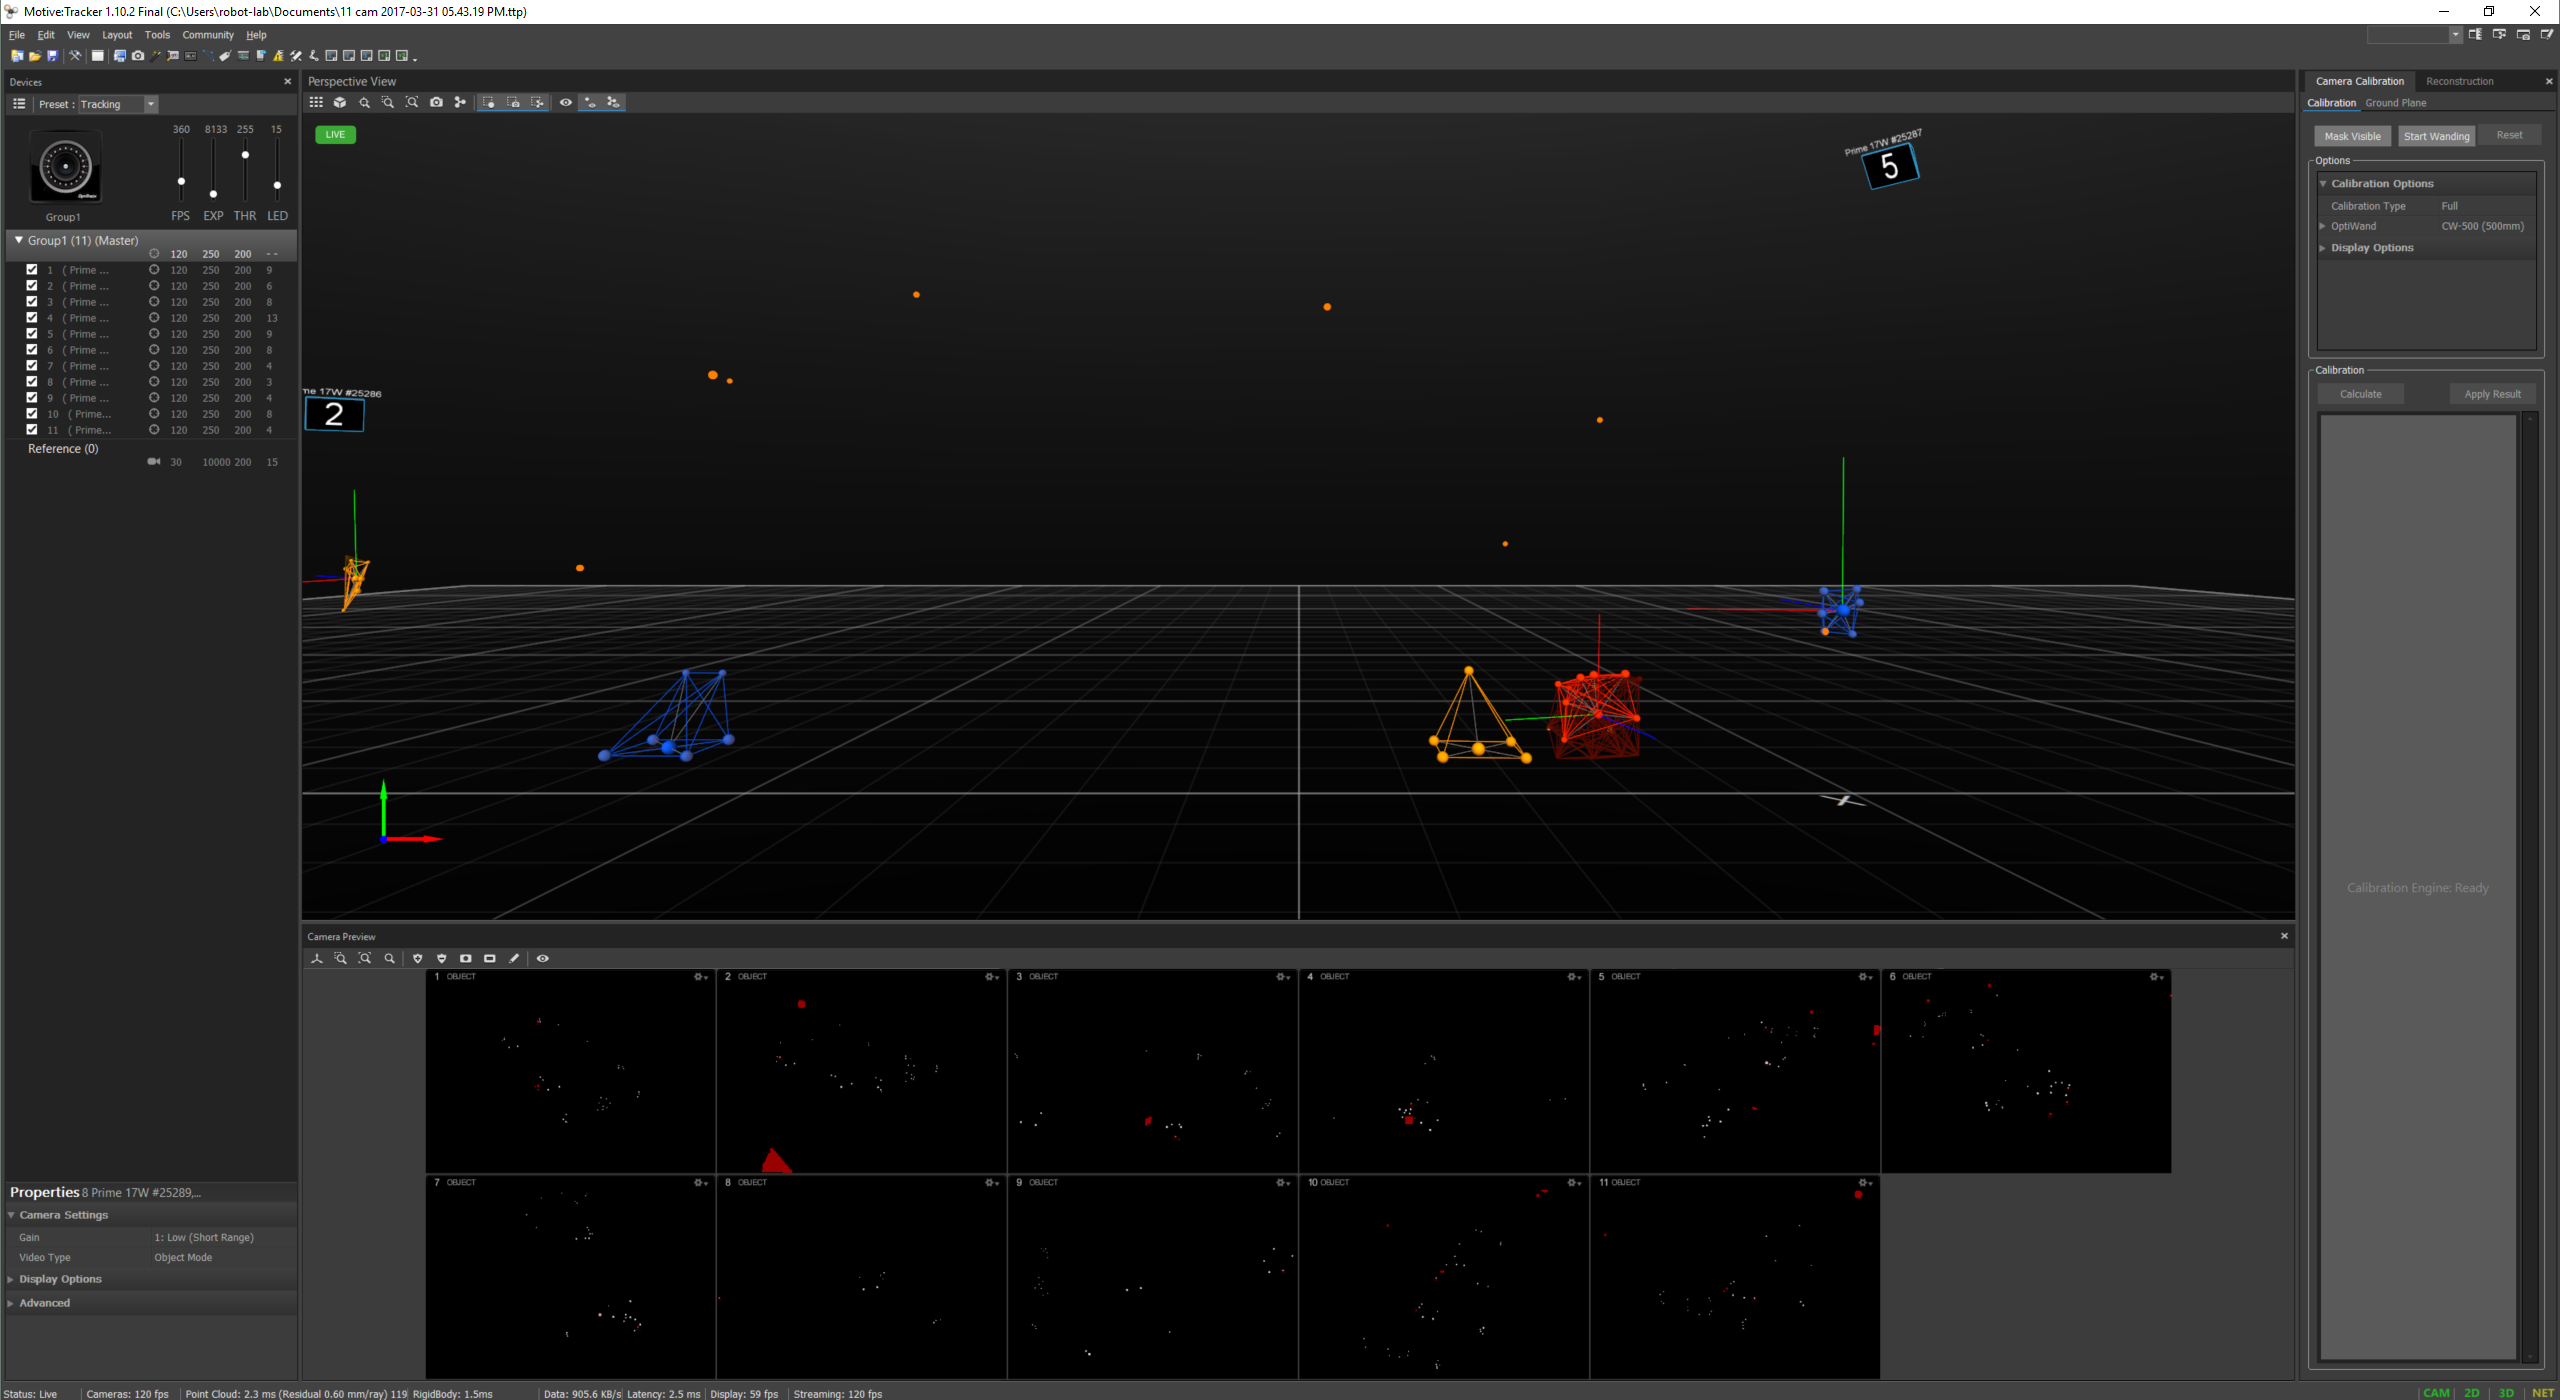 Motive:Tracker 1.10.2 Final (C:\Users\robot-lab\Documents\11 cam 2017-03-31 05.43.19 PM.ttp)
File Edit View Layout Tools Community Help
Devices
Preset : Tracking
360 8133 255 15
FPS EXP THR LED
Group1
Group1 (11) (Master)
120 250 200 --
1 ( Prime ... 120 250 200 9
2 ( Prime ... 120 250 200 6
3 ( Prime ... 120 250 200 8
4 ( Prime ... 120 250 200 13
5 ( Prime ... 120 250 200 9
6 ( Prime ... 120 250 200 8
7 ( Prime ... 120 250 200 4
8 ( Prime ... 120 250 200 3
9 ( Prime ... 120 250 200 4
10 ( Prime... 120 250 200 8
11 ( Prime... 120 250 200 4
Reference (0)
30 10000 200 15
Properties 8 Prime 17W #25289,...
Camera Settings
Gain 1: Low (Short Range)
Video Type Object Mode
Display Options
Advanced
Perspective View
LIVE
Prime 17W #25287
5
me 17W #25286
2
Camera Preview
1 OBJECT
2 OBJECT
3 OBJECT
4 OBJECT
5 OBJECT
6 OBJECT
7 OBJECT
8 OBJECT
9 OBJECT
10 OBJECT
11 OBJECT
Camera Calibration Reconstruction
Calibration Ground Plane
Mask Visible Start Wanding Reset
Options
Calibration Options
Calibration Type Full
OptiWand CW-500 (500mm)
Display Options
Calibration
Calculate Apply Result
Calibration Engine: Ready
Status: Live Cameras: 120 fps Point Cloud: 2.3 ms (Residual 0.60 mm/ray) 119 RigidBody: 1.5ms Data: 905.6 KB/s Latency: 2.5 ms Display: 59 fps Streaming: 120 fps CAM 2D 3D NET